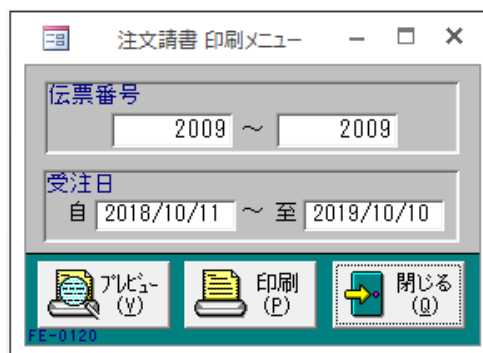 注文請書 印刷メニュー
伝票番号
2009 ～ 2009
受注日
自 2018/10/11 ～ 至 2019/10/10
ﾌﾟﾚﾋﾞｭｰ
(V)
印刷
(P)
閉じる
(Q)
FE-0120